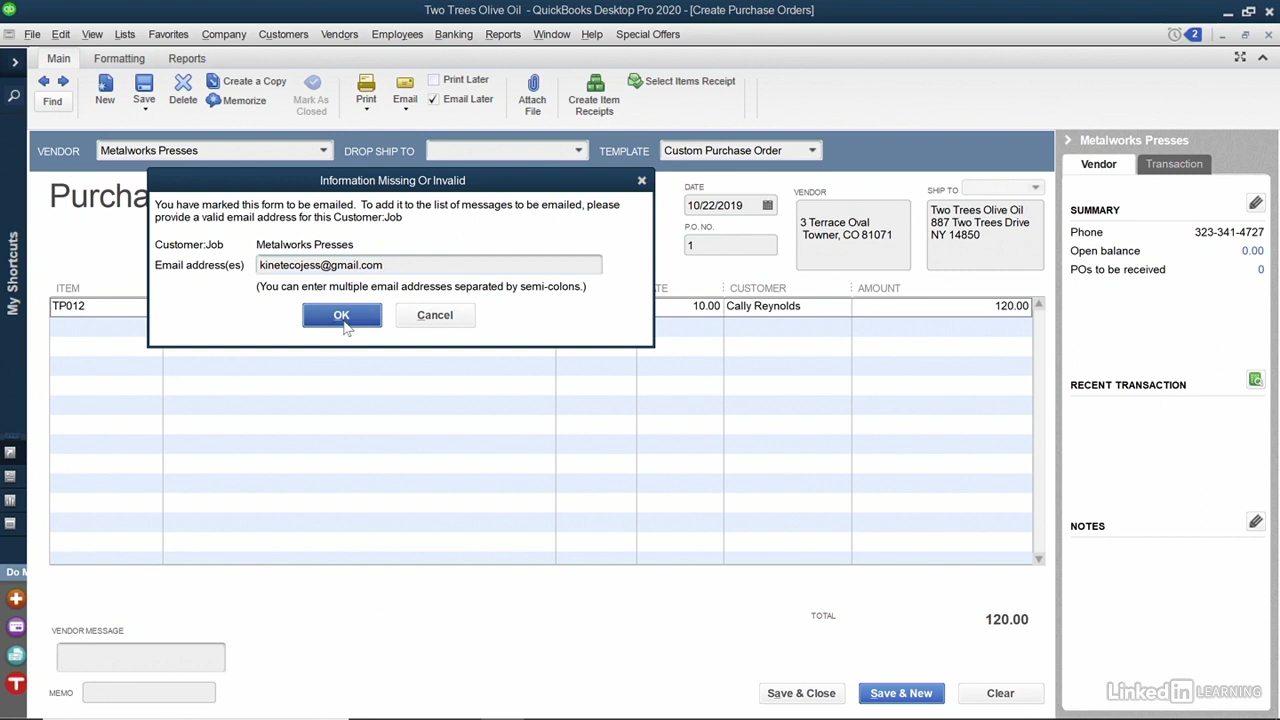 Two Trees Olive Oil - QuickBooks Desktop Pro 2020 - [Create Purchase Orders]
File Edit View Lists Favorites Company Customers Vendors Employees Banking Reports Window Help Special Offers 2
Main Formatting Reports
Find
New
Save
Delete
Create a Copy
Memorize
Mark As
Closed
Print
Email
Print Later
Email Later
Attach
File
Create Item
Receipts
Select Items Receipt
VENDOR Metalworks Presses DROP SHIP TO TEMPLATE Custom Purchase Order
Purcha
DATE
10/22/2019
P.O. NO.
1
VENDOR
3 Terrace Oval
Towner, CO 81071
SHIP TO
Two Trees Olive Oil
887 Two Trees Drive
NY 14850
Information Missing Or Invalid
You have marked this form to be emailed. To add it to the list of messages to be emailed, please
provide a valid email address for this Customer:Job
Customer:Job Metalworks Presses
Email address(es) kinetecojess@gmail.com
(You can enter multiple email addresses separated by semi-colons.)
OK Cancel
ITEM TE CUSTOMER AMOUNT
TP012 10.00 Cally Reynolds 120.00
TOTAL 120.00
VENDOR MESSAGE
MEMO
Save & Close Save & New Clear
My Shortcuts
Do M
Metalworks Presses
Vendor Transaction
SUMMARY
Phone 323-341-4727
Open balance 0.00
POs to be received 0
RECENT TRANSACTION
NOTES
LinkedIn LEARNING